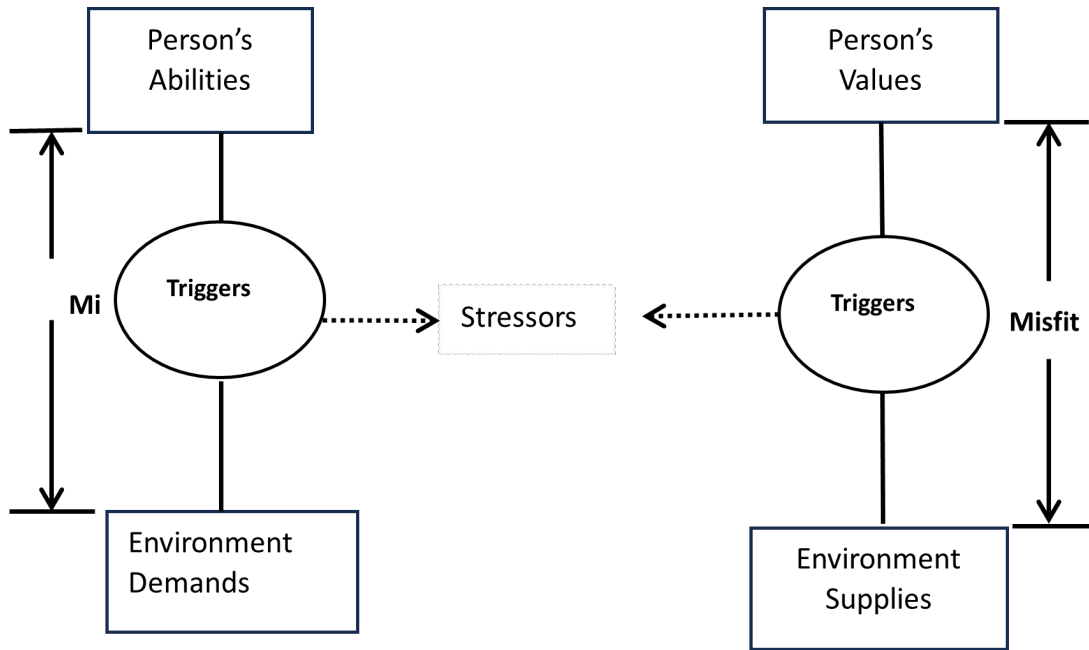 Person's
Abilities
Person's
Values
Triggers
Mi
Stressors
Triggers
Misfit
Environment
Demands
Environment
Supplies